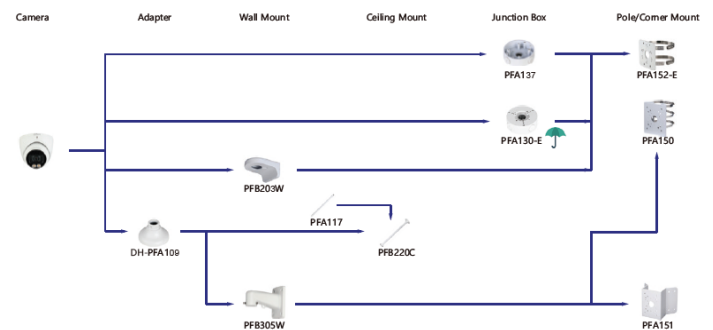 Camera Adapter Wall Mount Ceiling Mount Junction Box Pole/Corner Mount
PFA137 PFA152-E
PFA130-E PFA150
PFB203W
PFA117
DH-PFA109 PFB220C
PFB305W PFA151